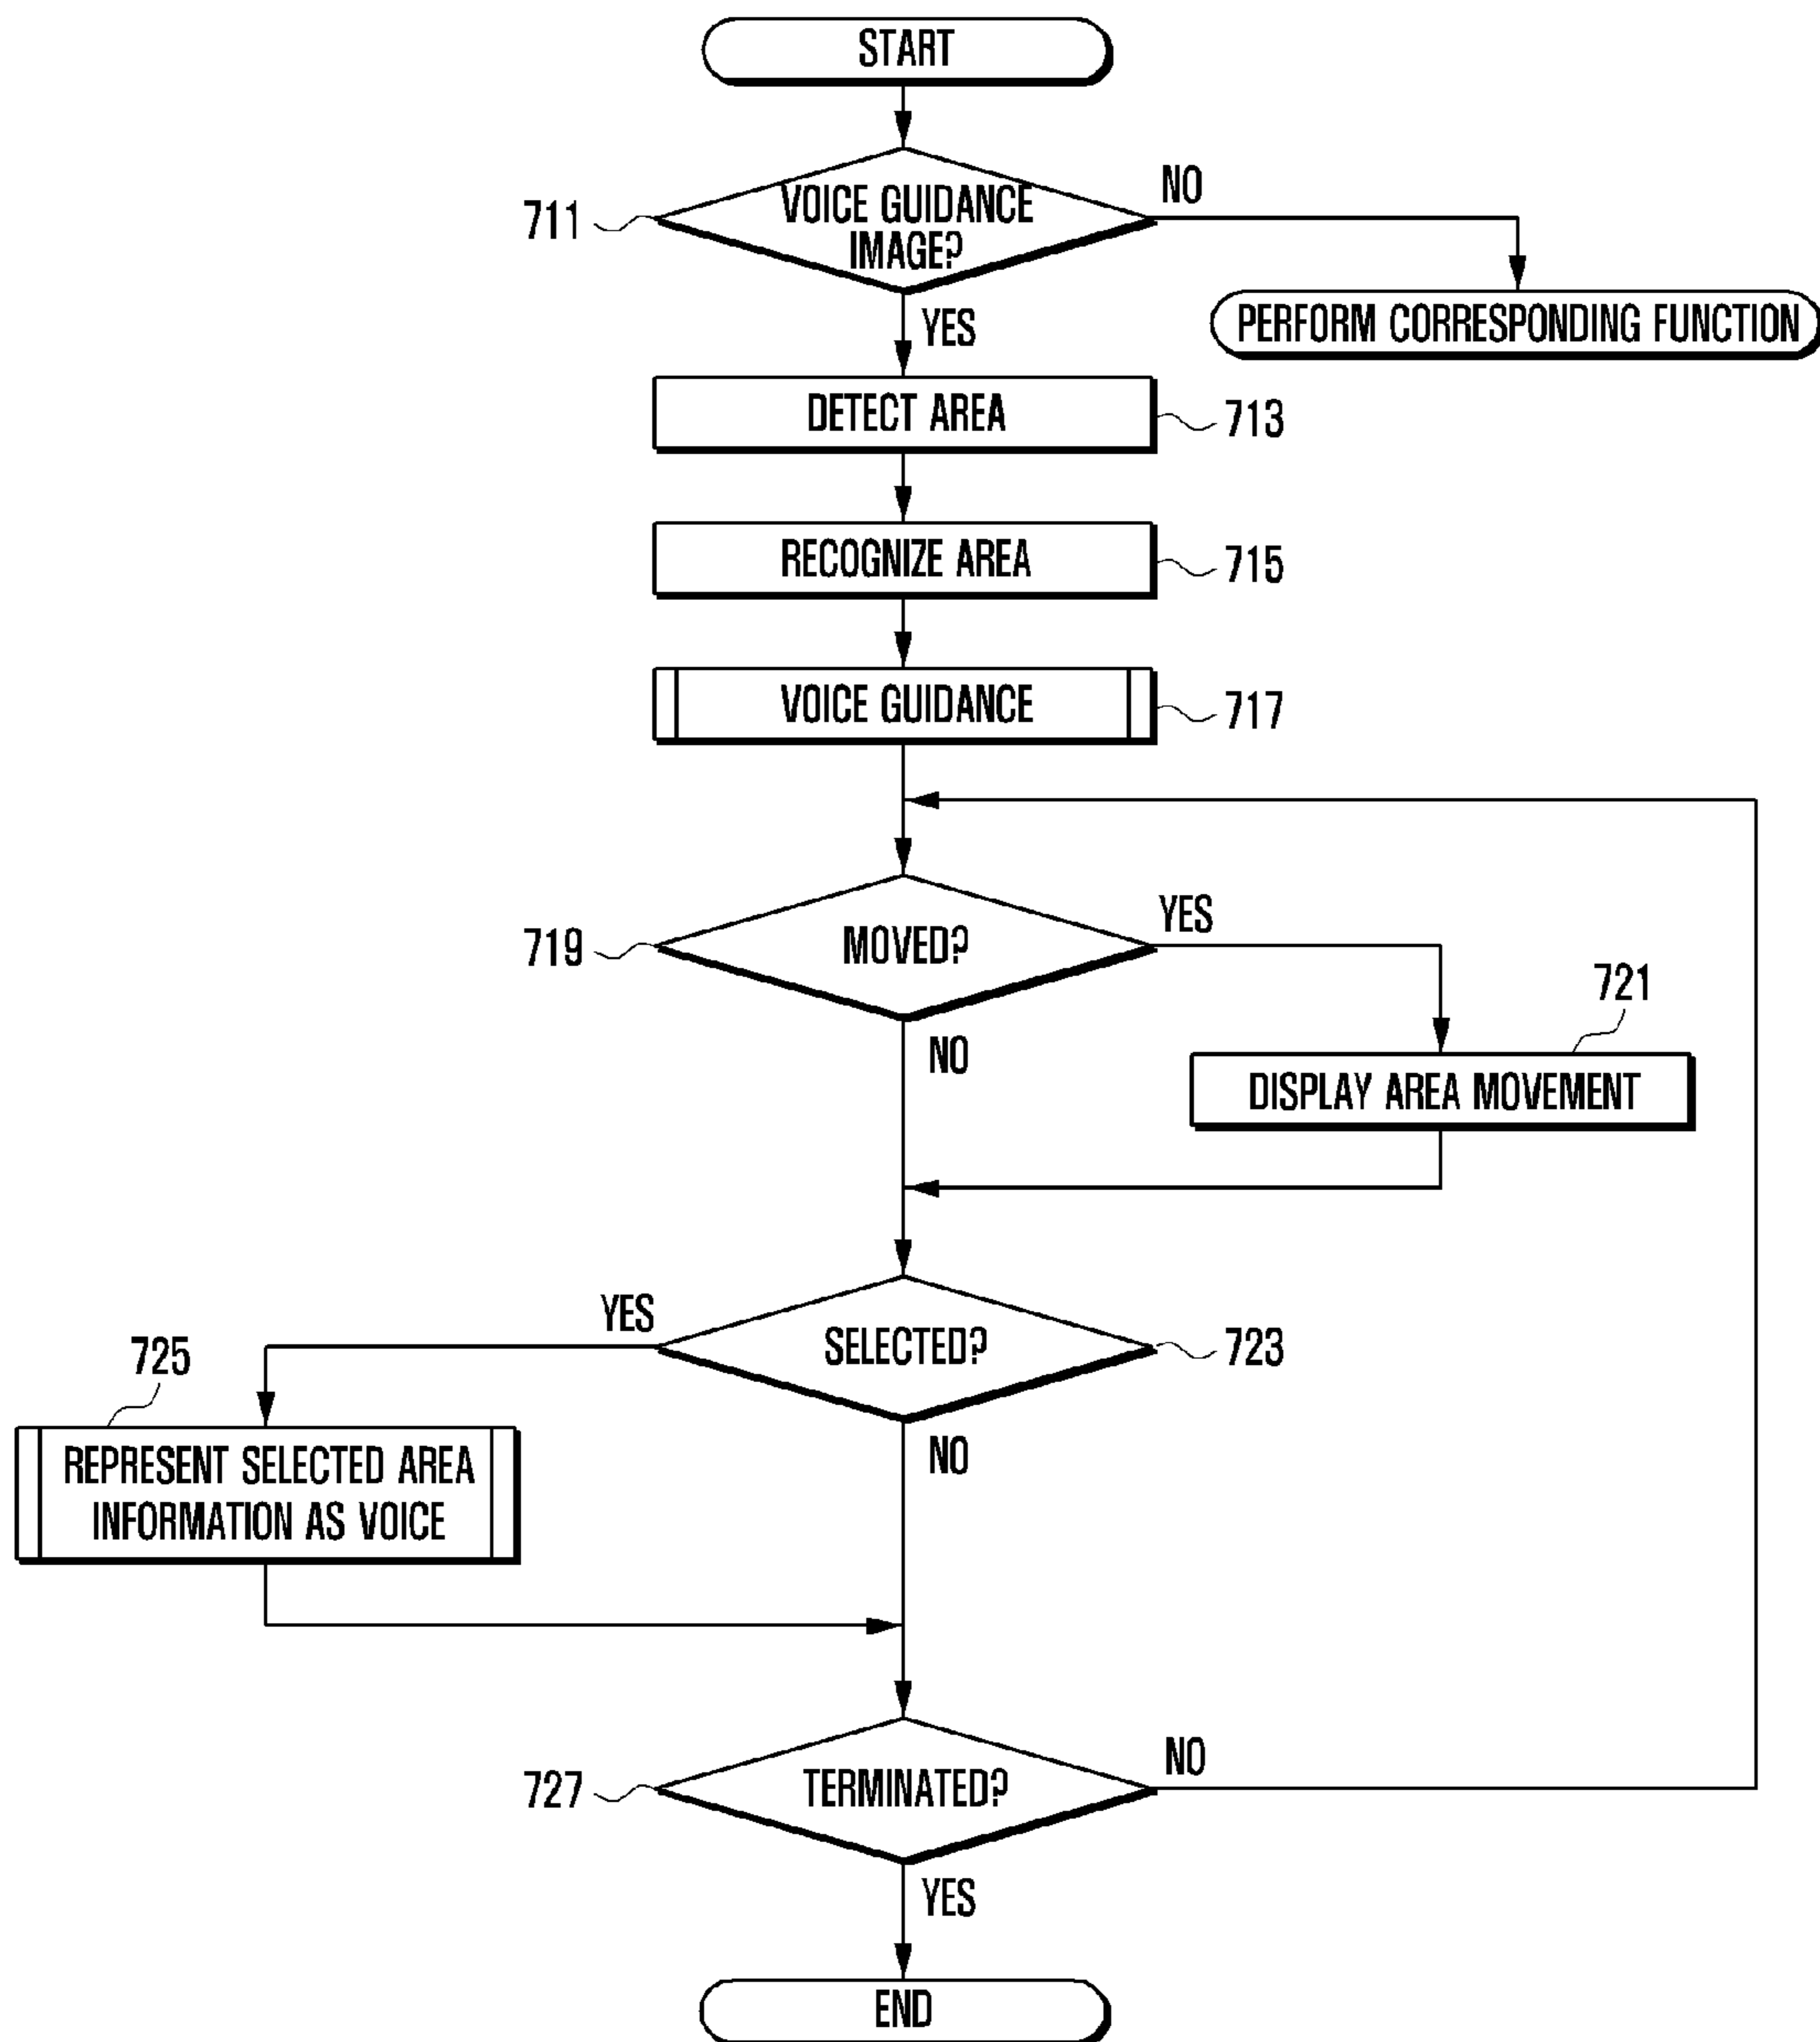 START
VOICE GUIDANCE
IMAGE?
711
NO
YES
PERFORM CORRESPONDING FUNCTION
DETECT AREA
713
RECOGNIZE AREA
715
VOICE GUIDANCE
717
MOVED?
719
YES
NO
721
DISPLAY AREA MOVEMENT
SELECTED?
723
YES
NO
725
REPRESENT SELECTED AREA
INFORMATION AS VOICE
TERMINATED?
727
NO
YES
END